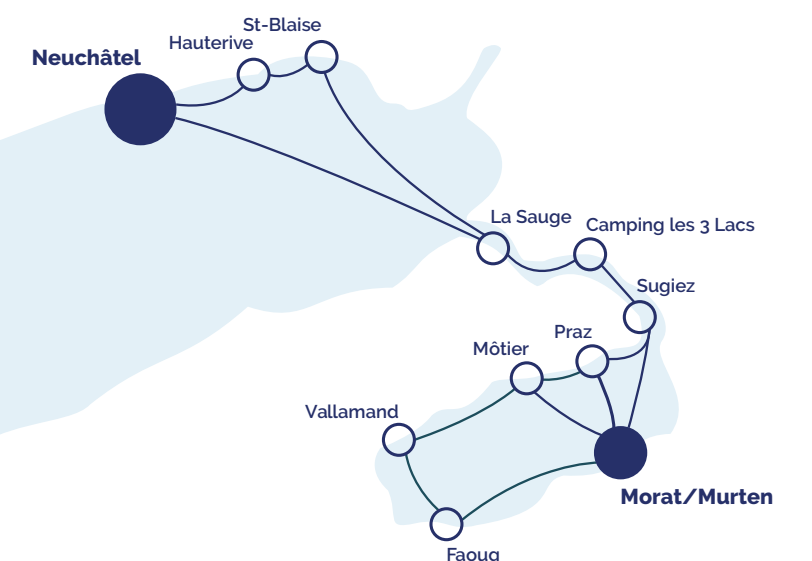 St-Blaise
Hauterive
Neuchâtel
La Sauge
Camping les 3 Lacs
Sugiez
Praz
Môtier
Vallamand
Morat/Murten
Faoug